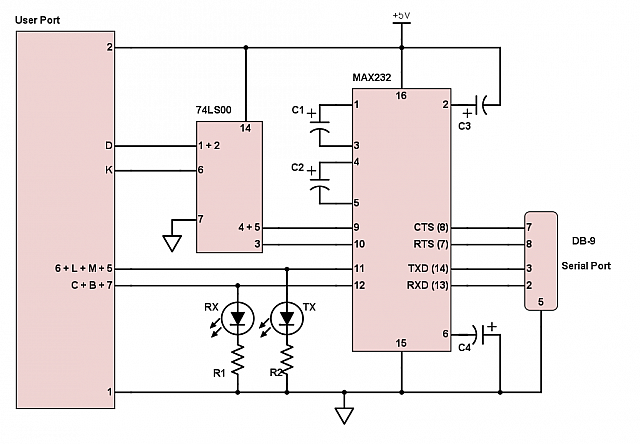 User Port
+5V
2
MAX232
16
74LS00
14
C1 +
1
2
+ C3
D
1 + 2
3
K
6
C2 +
4
5
7
4 + 5
9
CTS (8)
7
3
10
RTS (7)
8
DB-9
6 + L + M + 5
11
TXD (14)
3
Serial Port
C + B + 7
12
RXD (13)
2
RX
TX
5
6
C4 +
15
R1
R2
1